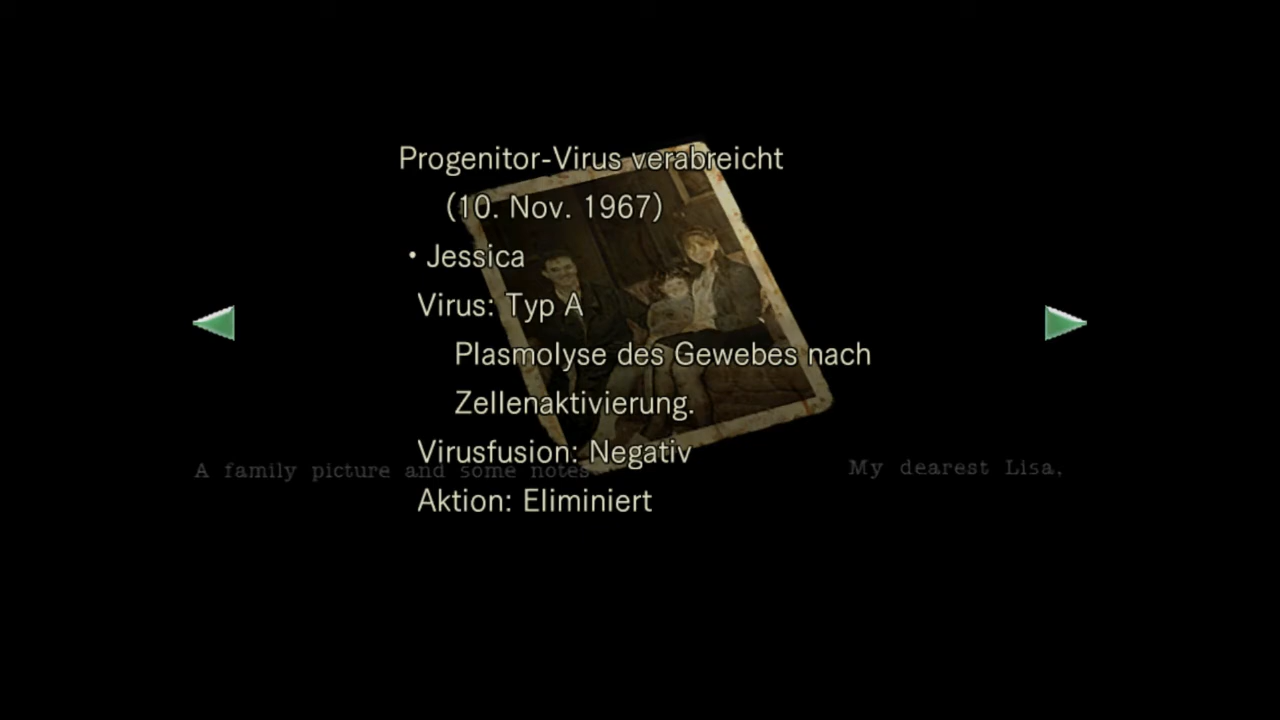 Progenitor-Virus verabreicht
(10. Nov. 1967)
• Jessica
Virus: Typ A
Plasmolyse des Gewebes nach
Zellenaktivierung.
Virusfusion: Negativ
A family picture and some notes
My dearest Lisa,
Aktion: Eliminiert